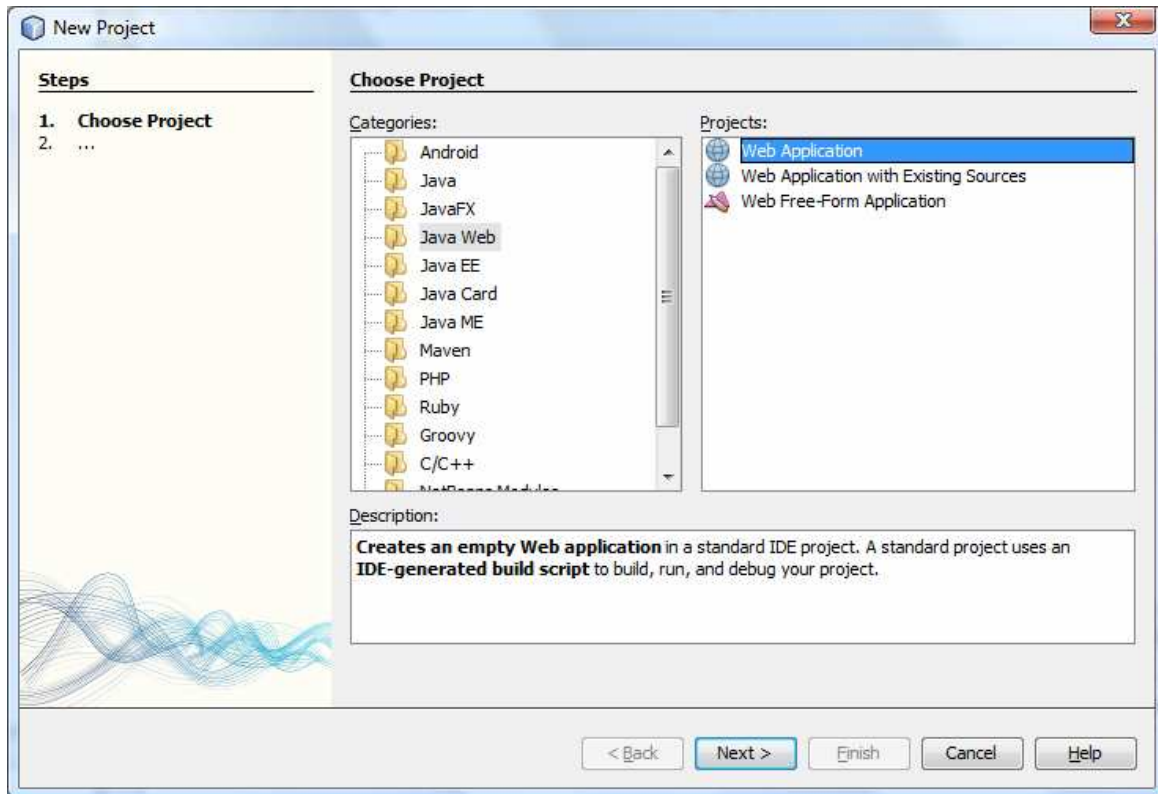 New Project
Steps
1. Choose Project
2. ...
Choose Project
Categories:
Android
Java
JavaFX
Java Web
Java EE
Java Card
Java ME
Maven
PHP
Ruby
Groovy
C/C++
NetBeans Modules
Projects:
Web Application
Web Application with Existing Sources
Web Free-Form Application
Description:
Creates an empty Web application in a standard IDE project. A standard project uses an
IDE-generated build script to build, run, and debug your project.
< Back
Next >
Finish
Cancel
Help